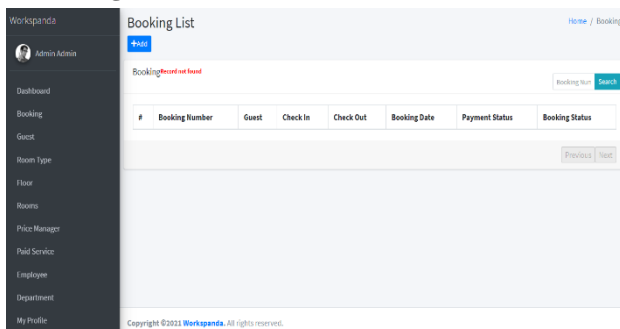 Workspanda
Admin Admin
Dashboard
Booking
Guest
Room Type
Floor
Rooms
Price Manager
Paid Service
Employee
Department
My Profile
Booking List
Home / Booking
+Add
Booking Record not found
Booking Num Search
# Booking Number Guest Check In Check Out Booking Date Payment Status Booking Status
Previous Next
Copyright ©2021 Workspanda. All rights reserved.